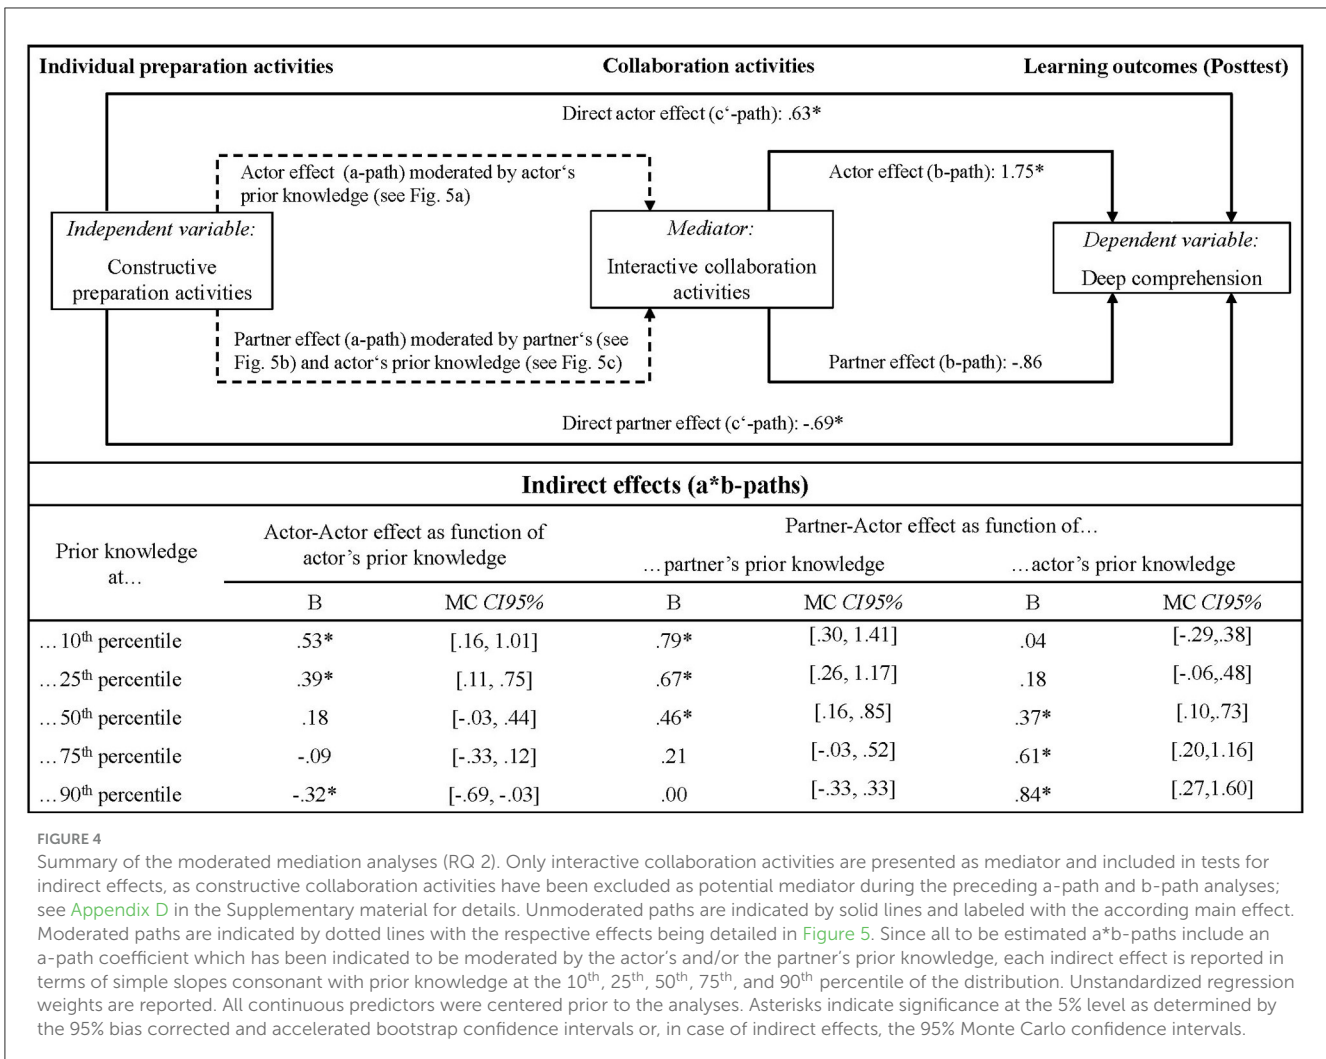 Individual preparation activities Collaboration activities Learning outcomes (Posttest)
Direct actor effect (c‘-path): .63*
Actor effect (a-path) moderated by actor‘s
prior knowledge (see Fig. 5a)
Actor effect (b-path): 1.75*
Independent variable:
Constructive
preparation activities
Mediator:
Interactive collaboration
activities
Dependent variable:
Deep comprehension
Partner effect (a-path) moderated by partner‘s (see
Fig. 5b) and actor‘s prior knowledge (see Fig. 5c)
Partner effect (b-path): -.86
Direct partner effect (c‘-path): -.69*
Indirect effects (a*b-paths)
Prior knowledge
at…
Actor-Actor effect as function of
actor’s prior knowledge
Partner-Actor effect as function of…
…partner’s prior knowledge …actor’s prior knowledge
B MC CI95% B MC CI95% B MC CI95%
…10th percentile .53* [.16, 1.01] .79* [.30, 1.41] .04 [-.29,.38]
…25th percentile .39* [.11, .75] .67* [.26, 1.17] .18 [-.06,.48]
…50th percentile .18 [-.03, .44] .46* [.16, .85] .37* [.10,.73]
…75th percentile -.09 [-.33, .12] .21 [-.03, .52] .61* [.20,1.16]
…90th percentile -.32* [-.69, -.03] .00 [-.33, .33] .84* [.27,1.60]
FIGURE 4
Summary of the moderated mediation analyses (RQ 2). Only interactive collaboration activities are presented as mediator and included in tests for
indirect effects, as constructive collaboration activities have been excluded as potential mediator during the preceding a-path and b-path analyses;
see Appendix D in the Supplementary material for details. Unmoderated paths are indicated by solid lines and labeled with the according main effect.
Moderated paths are indicated by dotted lines with the respective effects being detailed in Figure 5. Since all to be estimated a*b-paths include an
a-path coefficient which has been indicated to be moderated by the actor's and/or the partner's prior knowledge, each indirect effect is reported in
terms of simple slopes consonant with prior knowledge at the 10th, 25th, 50th, 75th, and 90th percentile of the distribution. Unstandardized regression
weights are reported. All continuous predictors were centered prior to the analyses. Asterisks indicate significance at the 5% level as determined by
the 95% bias corrected and accelerated bootstrap confidence intervals or, in case of indirect effects, the 95% Monte Carlo confidence intervals.